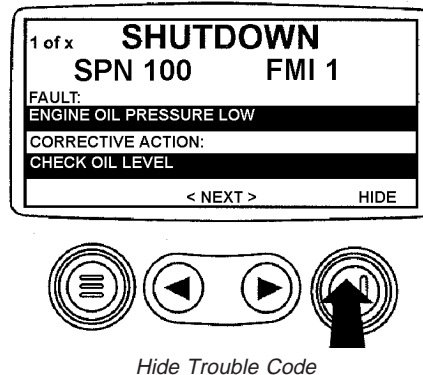 1 of x SHUTDOWN
SPN 100 FMI 1
FAULT:
ENGINE OIL PRESSURE LOW
CORRECTIVE ACTION:
CHECK OIL LEVEL
< NEXT > HIDE
Hide Trouble Code